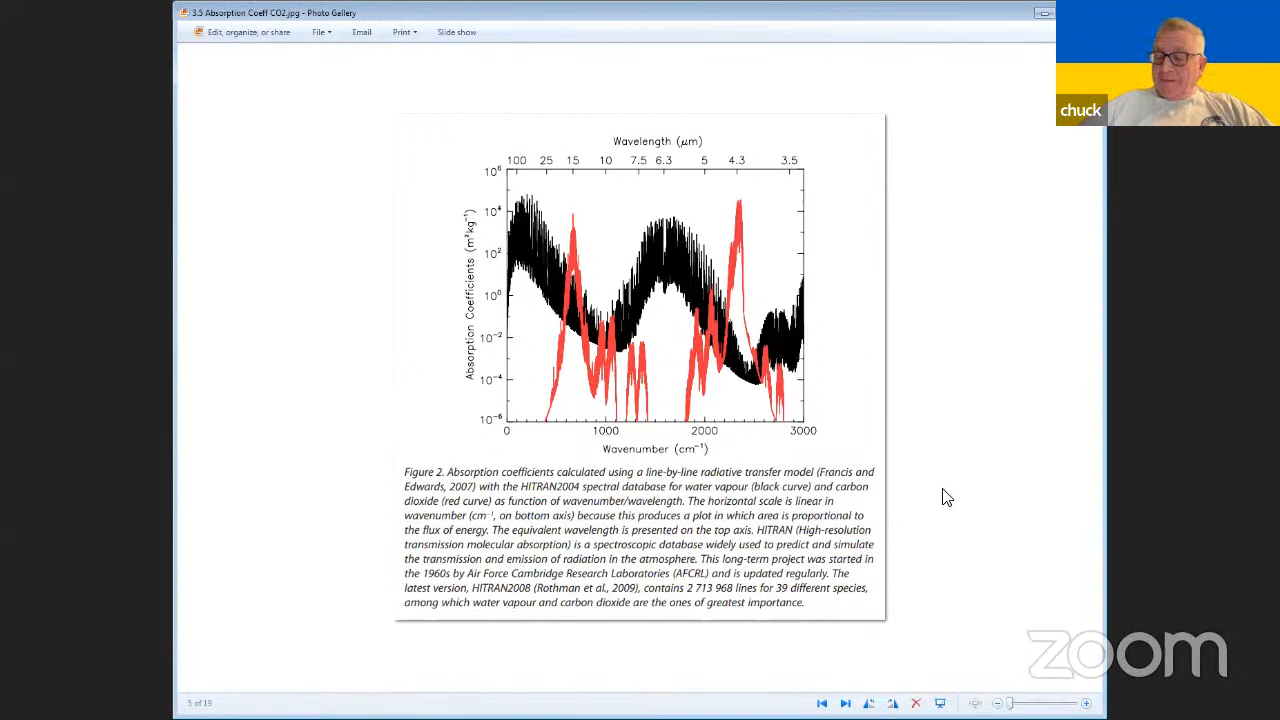 3.5 Absorption Coeff CO2.jpg - Photo Gallery
Edit, organize, or share File Email Print Slide show
chuck
Wavelength (μm)
100 25 15 10 7.5 6.3 5 4.3 3.5
10⁶
10⁴
10²
10⁰
10⁻²
10⁻⁴
10⁻⁶
Absorption Coefficients (m²kg⁻¹)
0 1000 2000 3000
Wavenumber (cm⁻¹)
Figure 2. Absorption coefficients calculated using a line-by-line radiative transfer model (Francis and
Edwards, 2007) with the HITRAN2004 spectral database for water vapour (black curve) and carbon
dioxide (red curve) as function of wavenumber/wavelength. The horizontal scale is linear in
wavenumber (cm⁻¹, on bottom axis) because this produces a plot in which area is proportional to
the flux of energy. The equivalent wavelength is presented on the top axis. HITRAN (High-resolution
transmission molecular absorption) is a spectroscopic database widely used to predict and simulate
the transmission and emission of radiation in the atmosphere. This long-term project was started in
the 1960s by Air Force Cambridge Research Laboratories (AFCRL) and is updated regularly. The
latest version, HITRAN2008 (Rothman et al., 2009), contains 2 713 968 lines for 39 different species,
among which water vapour and carbon dioxide are the ones of greatest importance.
zoom
5 of 19